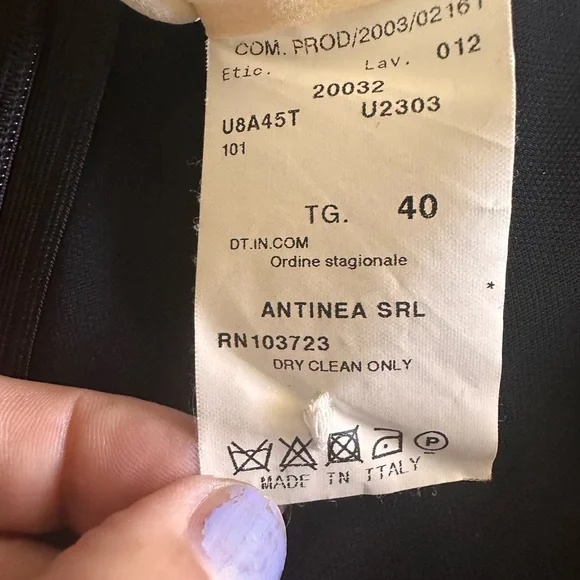 COM. PROD/2003/02161
Etic. Lav. 012
20032
U8A45T U2303
101
TG. 40
DT.IN.COM
Ordine stagionale
*
ANTINEA SRL
RN103723
DRY CLEAN ONLY
P
MADE IN ITALY